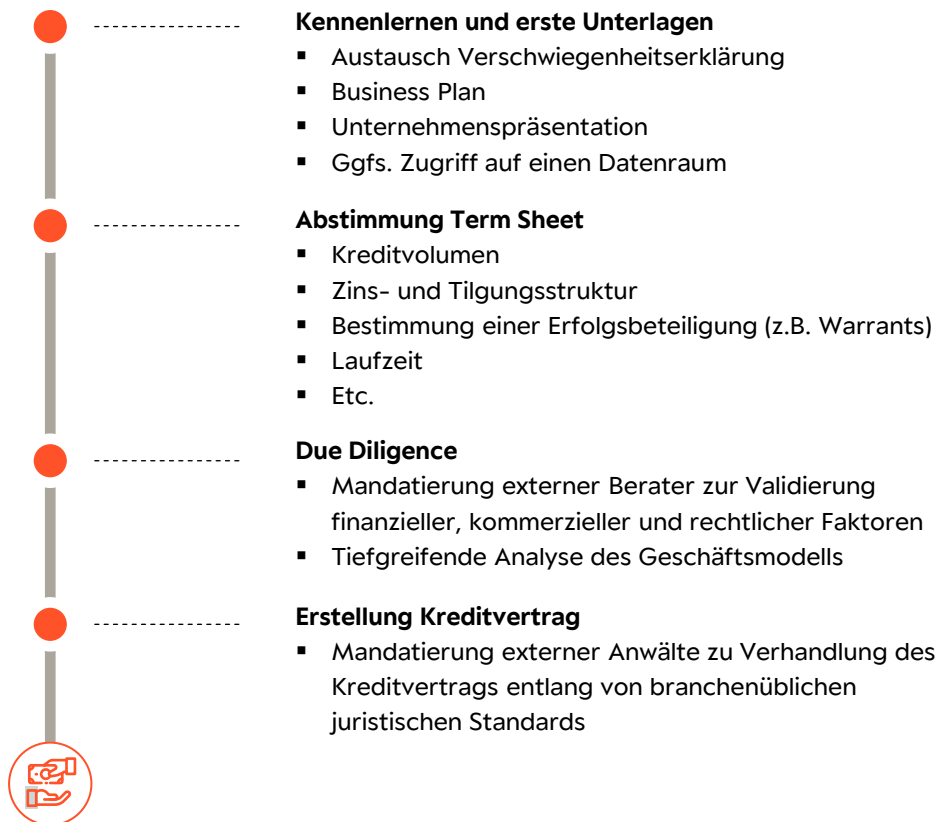 Kennenlernen und erste Unterlagen
▪ Austausch Verschwiegenheitserklärung
▪ Business Plan
▪ Unternehmenspräsentation
▪ Ggfs. Zugriff auf einen Datenraum
Abstimmung Term Sheet
▪ Kreditvolumen
▪ Zins- und Tilgungsstruktur
▪ Bestimmung einer Erfolgsbeteiligung (z.B. Warrants)
▪ Laufzeit
▪ Etc.
Due Diligence
▪ Mandatierung externer Berater zur Validierung
finanzieller, kommerzieller und rechtlicher Faktoren
▪ Tiefgreifende Analyse des Geschäftsmodells
Erstellung Kreditvertrag
▪ Mandatierung externer Anwälte zu Verhandlung des
Kreditvertrags entlang von branchenüblichen
juristischen Standards